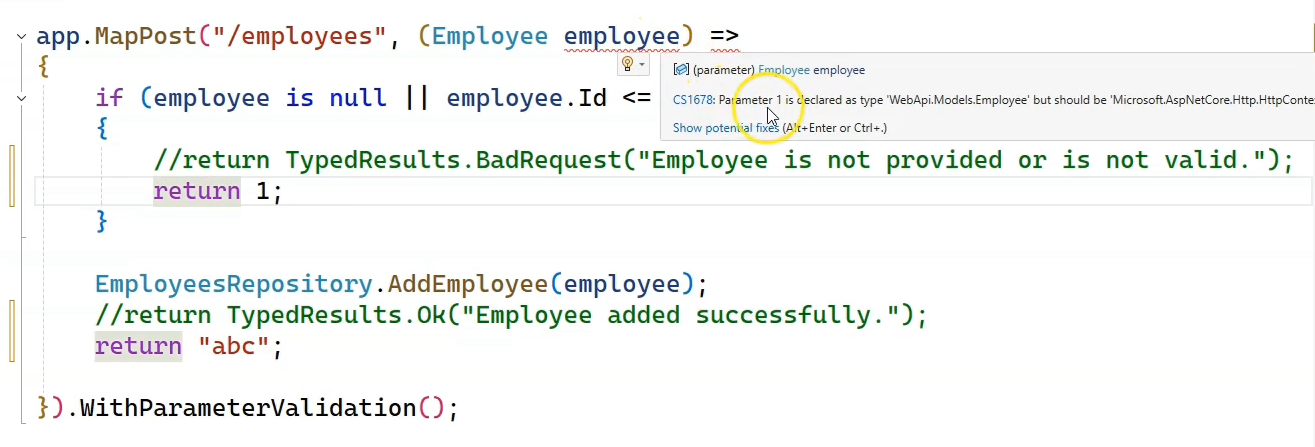 app.MapPost("/employees", (Employee employee) =>
{
(parameter) Employee employee
if (employee is null || employee.Id <=
CS1678: Parameter 1 is declared as type 'WebApi.Models.Employee' but should be 'Microsoft.AspNetCore.Http.HttpConte
{
Show potential fixes (Alt+Enter or Ctrl+.)
//return TypedResults.BadRequest("Employee is not provided or is not valid.");
return 1;
}
EmployeesRepository.AddEmployee(employee);
//return TypedResults.Ok("Employee added successfully.");
return "abc";
}).WithParameterValidation();